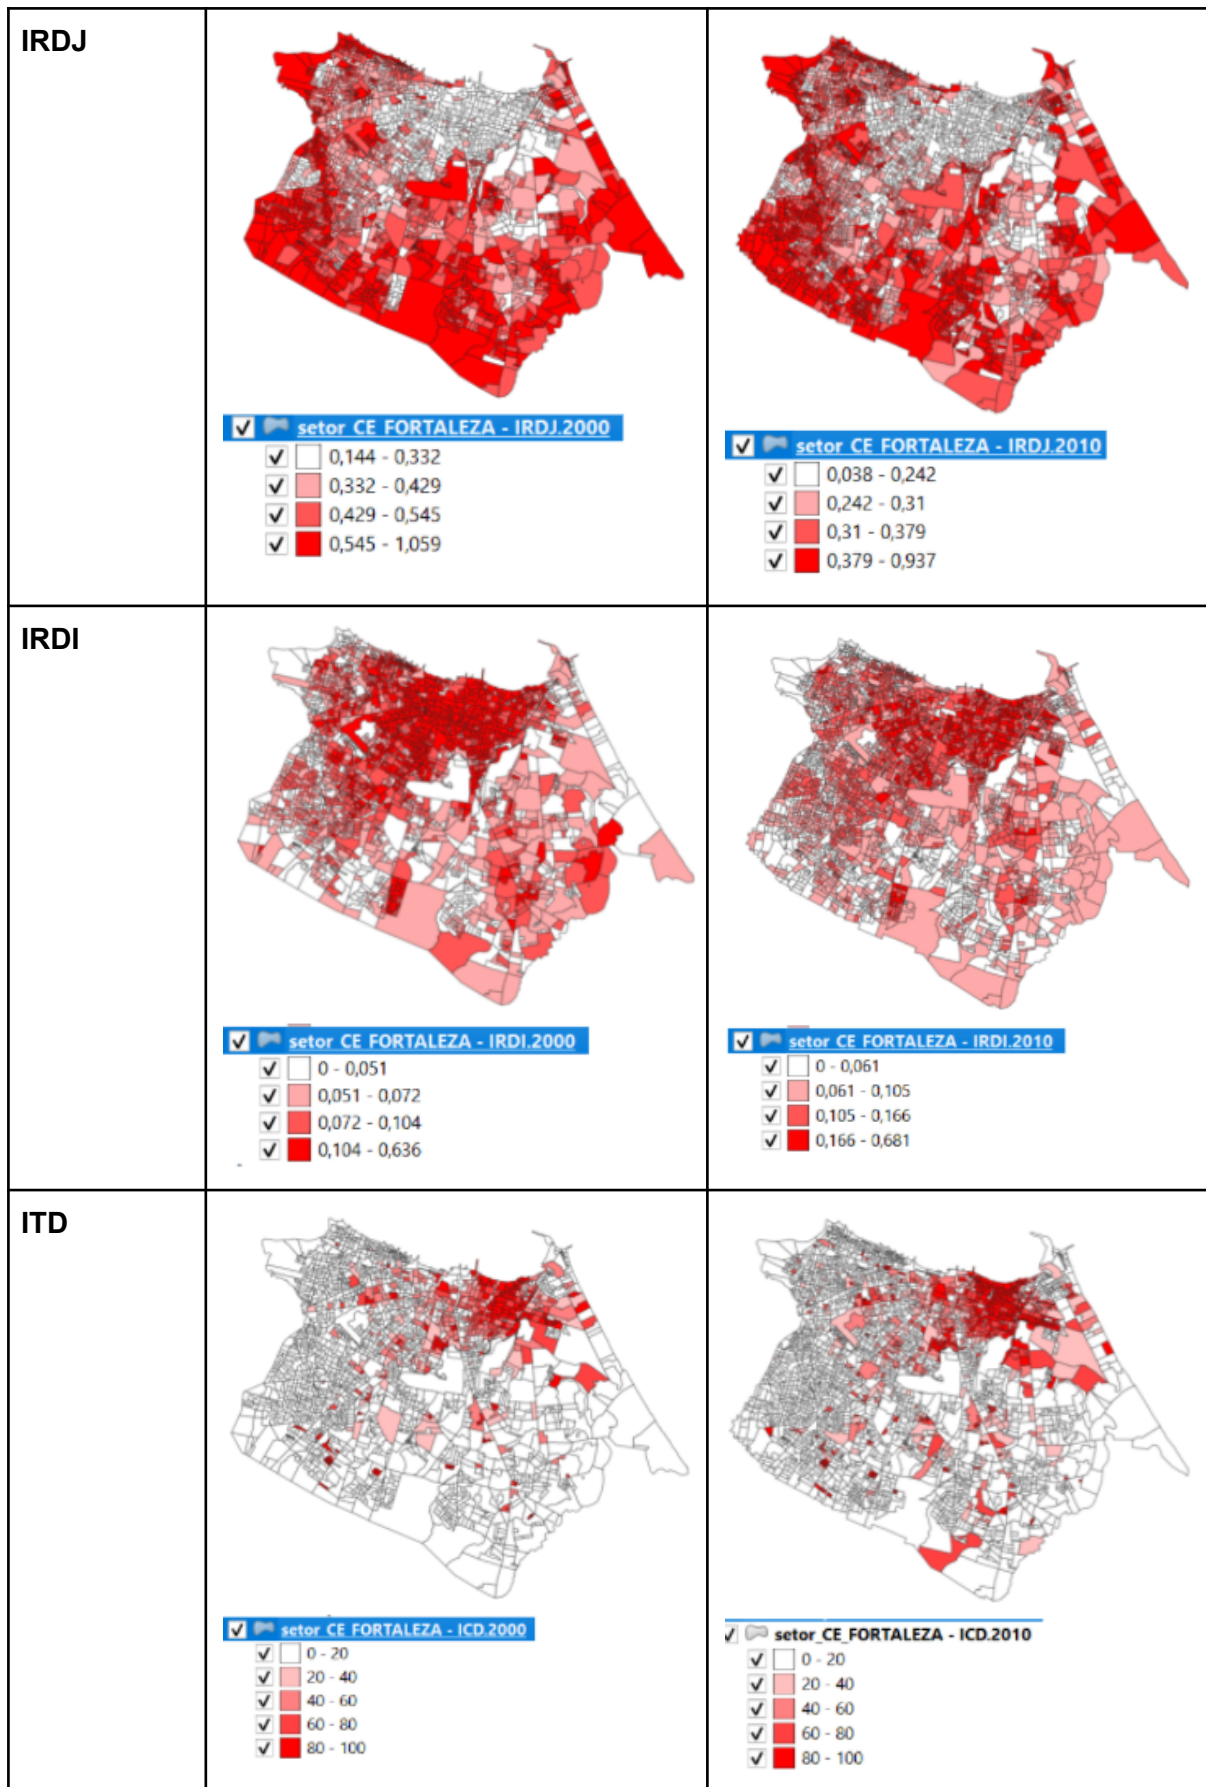 IRDJ
setor CE FORTALEZA - IRDJ.2000
0,144 - 0,332
0,332 - 0,429
0,429 - 0,545
0,545 - 1,059
setor CE FORTALEZA - IRDJ.2010
0,038 - 0,242
0,242 - 0,31
0,31 - 0,379
0,379 - 0,937
IRDI
setor CE FORTALEZA - IRDI.2000
0 - 0,051
0,051 - 0,072
0,072 - 0,104
0,104 - 0,636
setor CE FORTALEZA - IRDI.2010
0 - 0,061
0,061 - 0,105
0,105 - 0,166
0,166 - 0,681
ITD
setor CE FORTALEZA - ICD.2000
0 - 20
20 - 40
40 - 60
60 - 80
80 - 100
setor_CE_FORTALEZA - ICD.2010
0 - 20
20 - 40
40 - 60
60 - 80
80 - 100